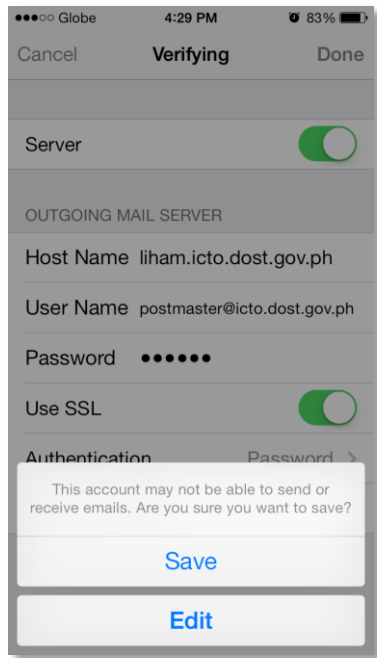 Globe 4:29 PM 83%
Cancel Verifying Done
Server
OUTGOING MAIL SERVER
Host Name liham.icto.dost.gov.ph
User Name postmaster@icto.dost.gov.ph
Password ••••••
Use SSL
Authentication Password >
This account may not be able to send or
receive emails. Are you sure you want to save?
Save
Edit